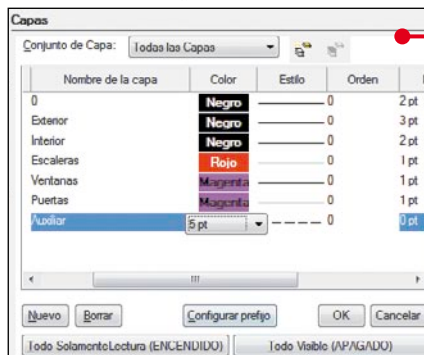 Capas
Conjunto de Capa: Todas las Capas
Nombre de la capa Color Estilo Orden
0 Negro 0 2 pt
Exterior Negro 0 3 pt
Interior Negro 0 2 pt
Escaleras Rojo 0 1 pt
Ventanas Magenta 0 1 pt
Puertas Magenta 0 1 pt
Auxiliar 5 pt 0 0 pt
Nuevo Borrar Configurar prefijo OK Cancelar
Todo SolamentoLectura (ENCENDIDO) Todo Visible (APAGADO)